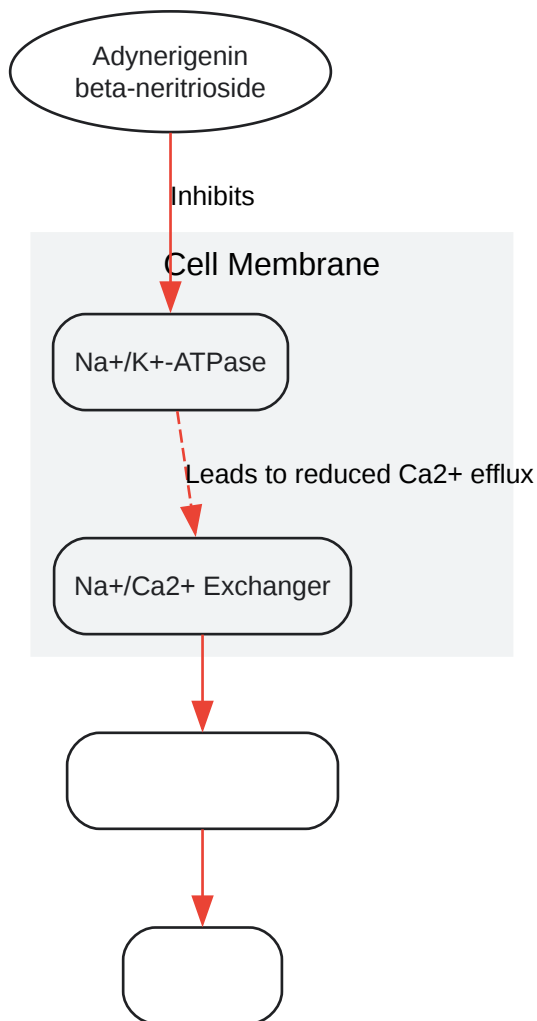 Adynerigenin
beta-neritrioside
Inhibits
Cell Membrane
Na+/K+-ATPase
Leads to reduced Ca2+ efflux
Na+/Ca2+ Exchanger